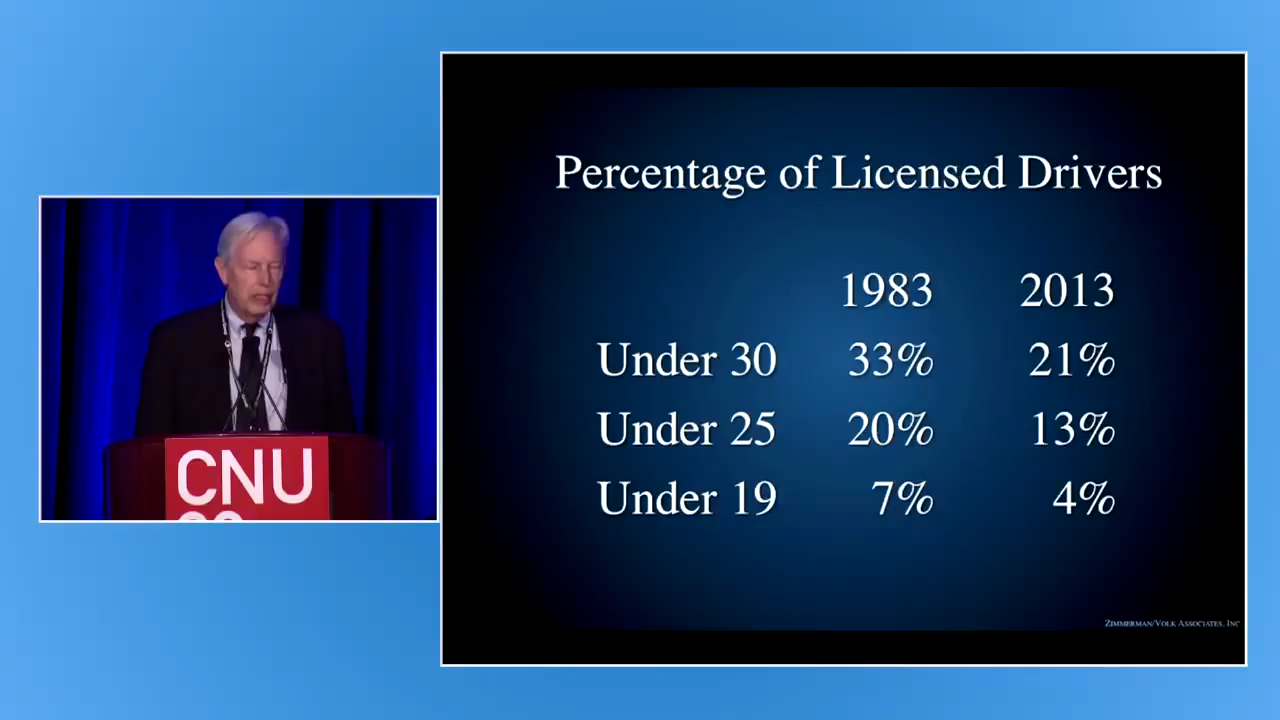 Percentage of Licensed Drivers
1983 2013
Under 30 33% 21%
Under 25 20% 13%
Under 19 7% 4%
ZIMMERMAN/VOLK ASSOCIATES, INC
CNU